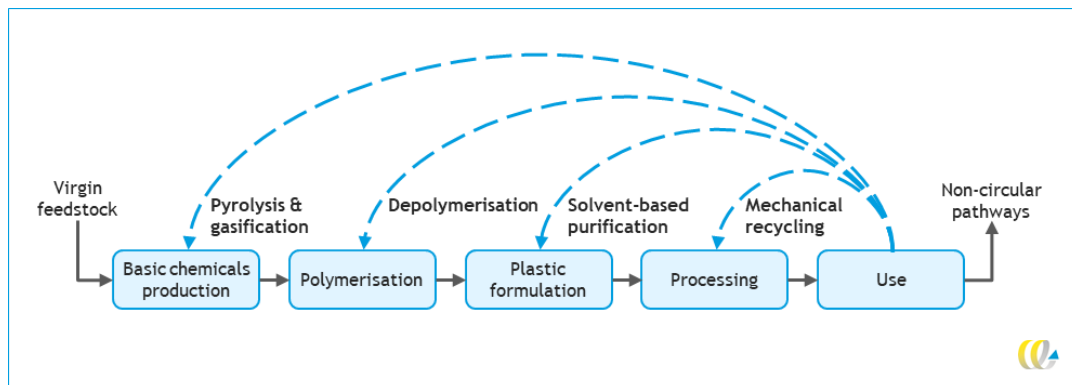 Virgin
feedstock
Pyrolysis &
gasification
Depolymerisation
Solvent-based
purification
Mechanical
recycling
Non-circular
pathways
Basic chemicals
production
Polymerisation
Plastic
formulation
Processing
Use